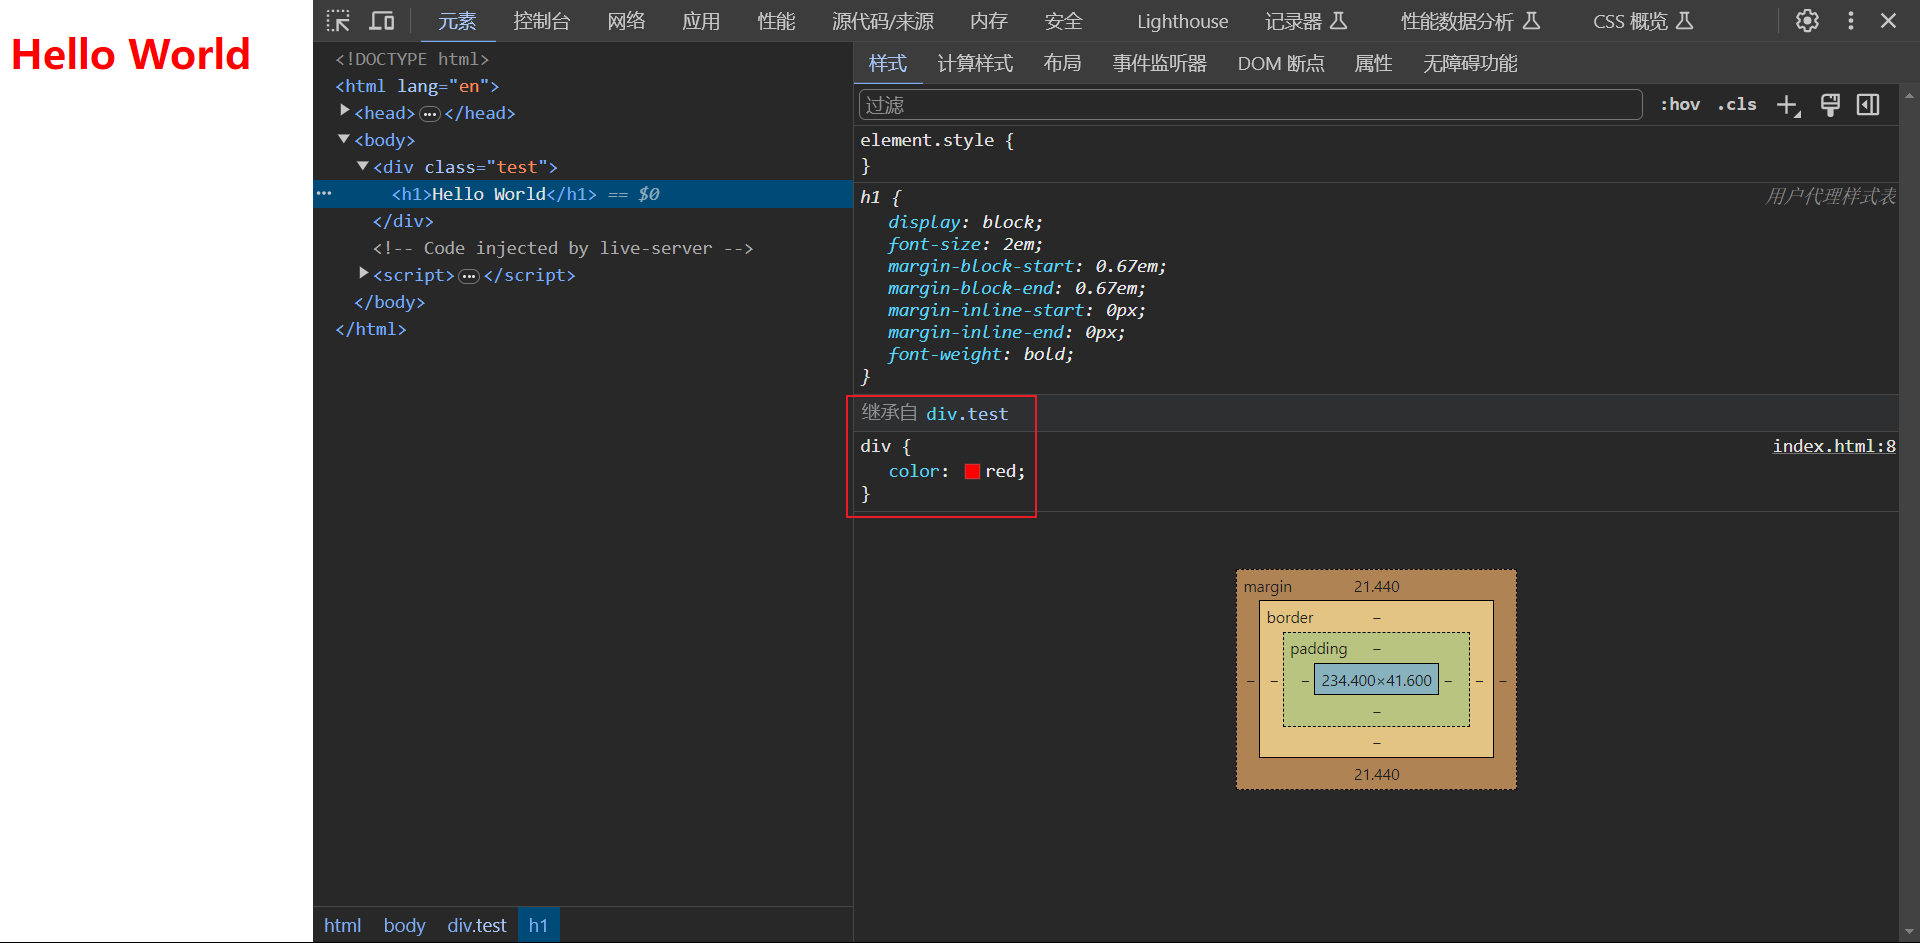 Hello World
元素 控制台 网络 应用 性能 源代码/来源 内存 安全 Lighthouse 记录器 性能数据分析 CSS 概览
<!DOCTYPE html>
<html lang="en">
<head>…</head>
<body>
<div class="test">
… <h1>Hello World</h1> == $0
</div>
<!-- Code injected by live-server -->
<script>…</script>
</body>
</html>
html body div.test h1
样式 计算样式 布局 事件监听器 DOM 断点 属性 无障碍功能
过滤 :hov .cls
element.style {
}
h1 { 用户代理样式表
display: block;
font-size: 2em;
margin-block-start: 0.67em;
margin-block-end: 0.67em;
margin-inline-start: 0px;
margin-inline-end: 0px;
font-weight: bold;
}
继承自 div.test
div { index.html:8
color: red;
}
margin 21.440
border –
padding –
– – – 234.400×41.600 – – –
–
–
21.440